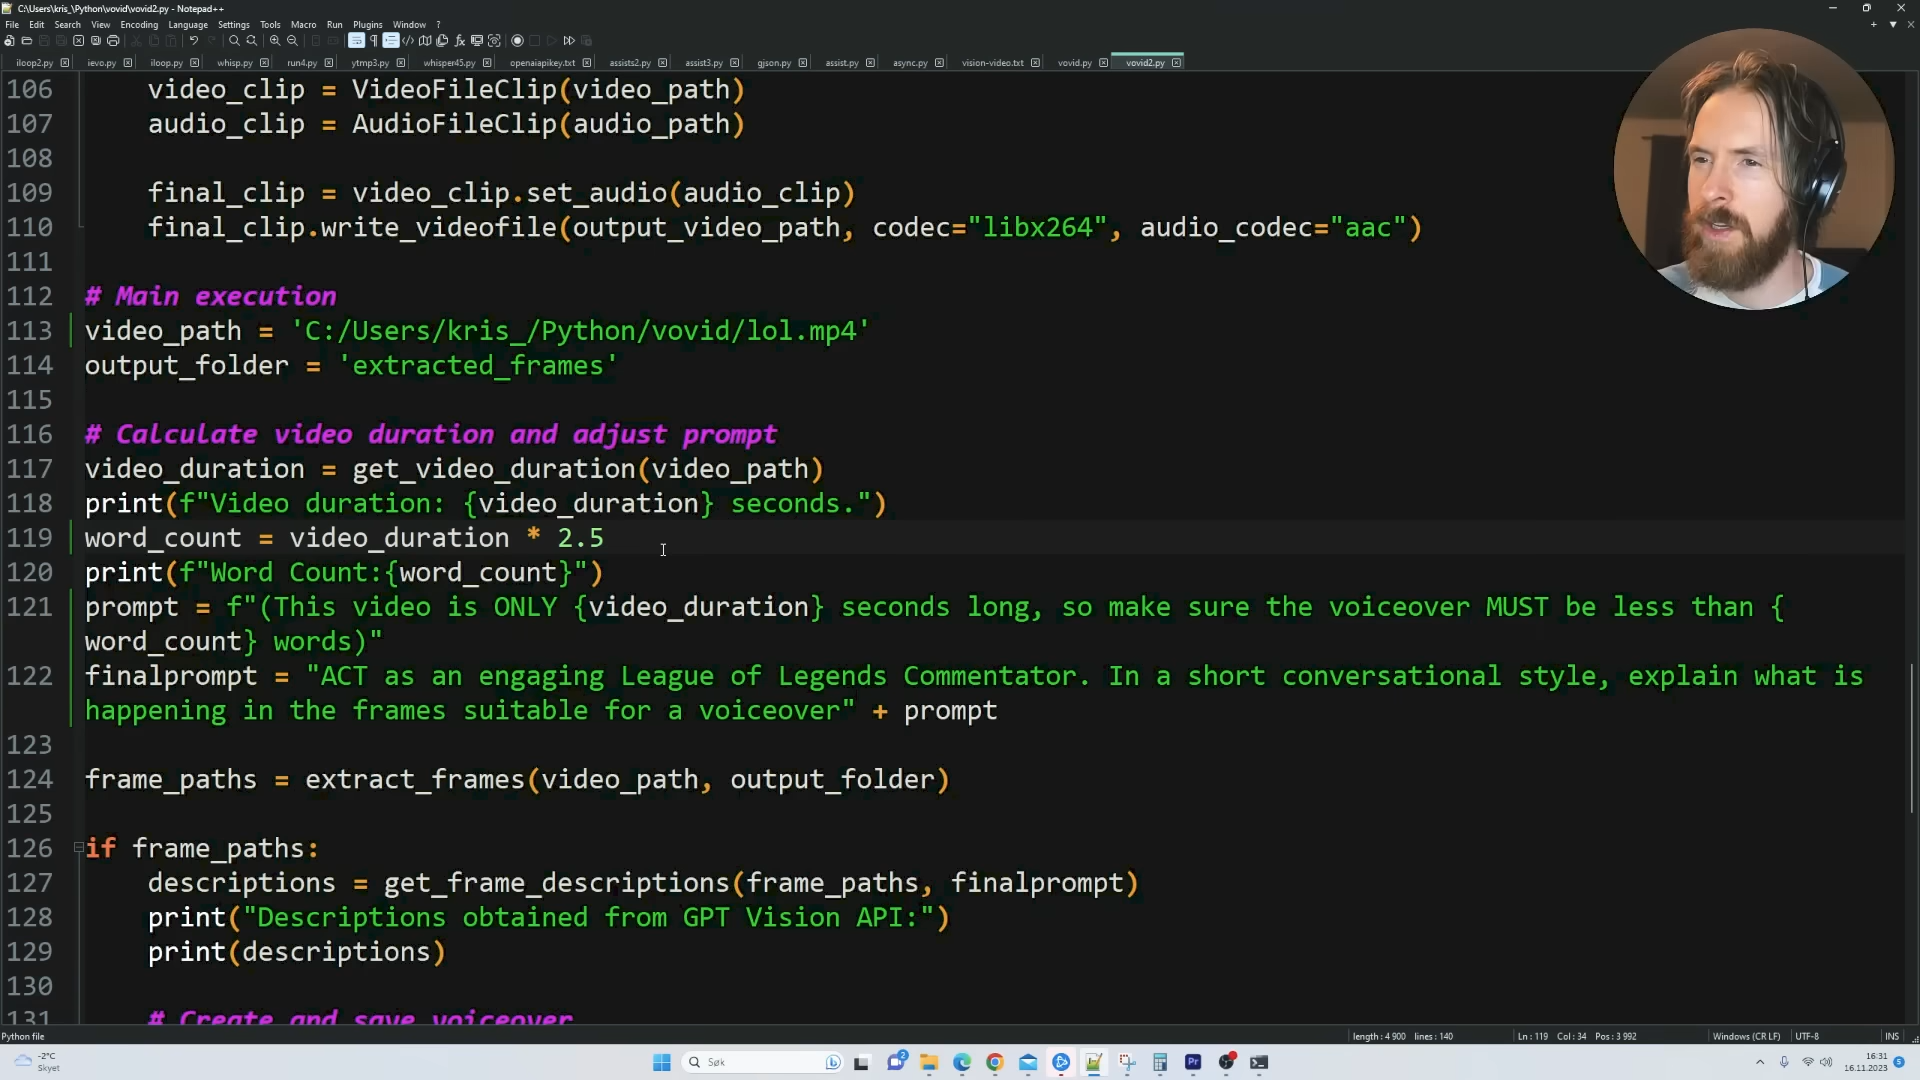 C:\Users\kris_\Python\vovid\vovid2.py - Notepad++
File Edit Search View Encoding Language Settings Tools Macro Run Plugins Window ?
iloop2.py ievo.py iloop.py whisp.py run4.py ytmp3.py whisper45.py openaiapikey.txt assists2.py assist3.py gjson.py assist.py async.py vision-video.txt vovid.py vovid2.py
106 video_clip = VideoFileClip(video_path)
107 audio_clip = AudioFileClip(audio_path)
108
109 final_clip = video_clip.set_audio(audio_clip)
110 final_clip.write_videofile(output_video_path, codec="libx264", audio_codec="aac")
111
112 # Main execution
113 video_path = 'C:/Users/kris_/Python/vovid/lol.mp4'
114 output_folder = 'extracted_frames'
115
116 # Calculate video duration and adjust prompt
117 video_duration = get_video_duration(video_path)
118 print(f"Video duration: {video_duration} seconds.")
119 word_count = video_duration * 2.5
120 print(f"Word Count:{word_count}")
121 prompt = f"(This video is ONLY {video_duration} seconds long, so make sure the voiceover MUST be less than {
word_count} words)"
122 finalprompt = "ACT as an engaging League of Legends Commentator. In a short conversational style, explain what is
happening in the frames suitable for a voiceover" + prompt
123
124 frame_paths = extract_frames(video_path, output_folder)
125
126 if frame_paths:
127 descriptions = get_frame_descriptions(frame_paths, finalprompt)
128 print("Descriptions obtained from GPT Vision API:")
129 print(descriptions)
130
131 # Create and save voiceover
Python file length : 4 900 lines : 140 Ln : 119 Col : 34 Pos : 3 992 Windows (CR LF) UTF-8 INS
-2°C
Skyet
Søk
2
Pr
16:31
16.11.2023
5